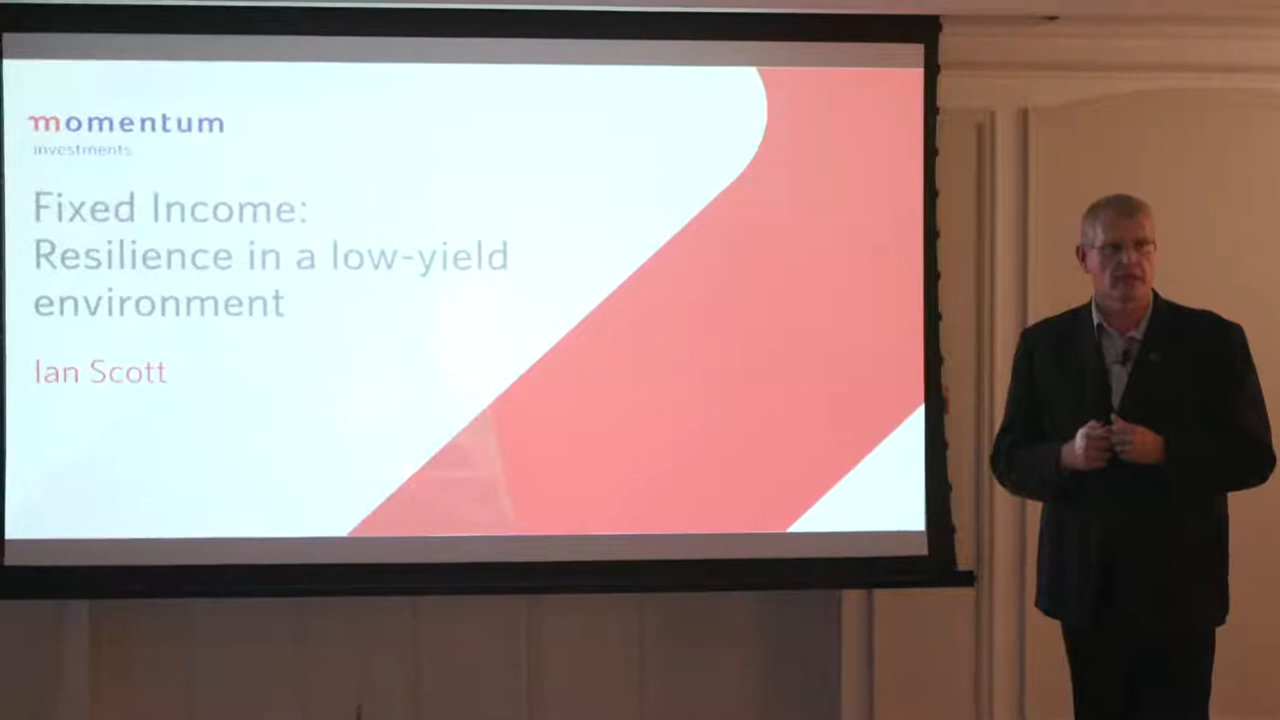 momentum
investments
Fixed Income:
Resilience in a low-yield
environment
Ian Scott